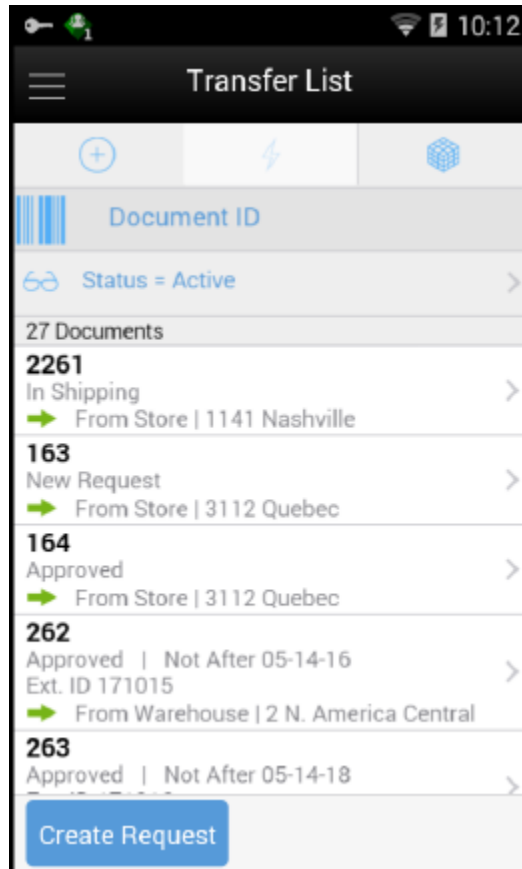 1
10:12
Transfer List
Document ID
Status = Active
27 Documents
2261
In Shipping
From Store | 1141 Nashville
163
New Request
From Store | 3112 Quebec
164
Approved
From Store | 3112 Quebec
262
Approved | Not After 05-14-16
Ext. ID 171015
From Warehouse | 2 N. America Central
263
Approved | Not After 05-14-18
Create Request